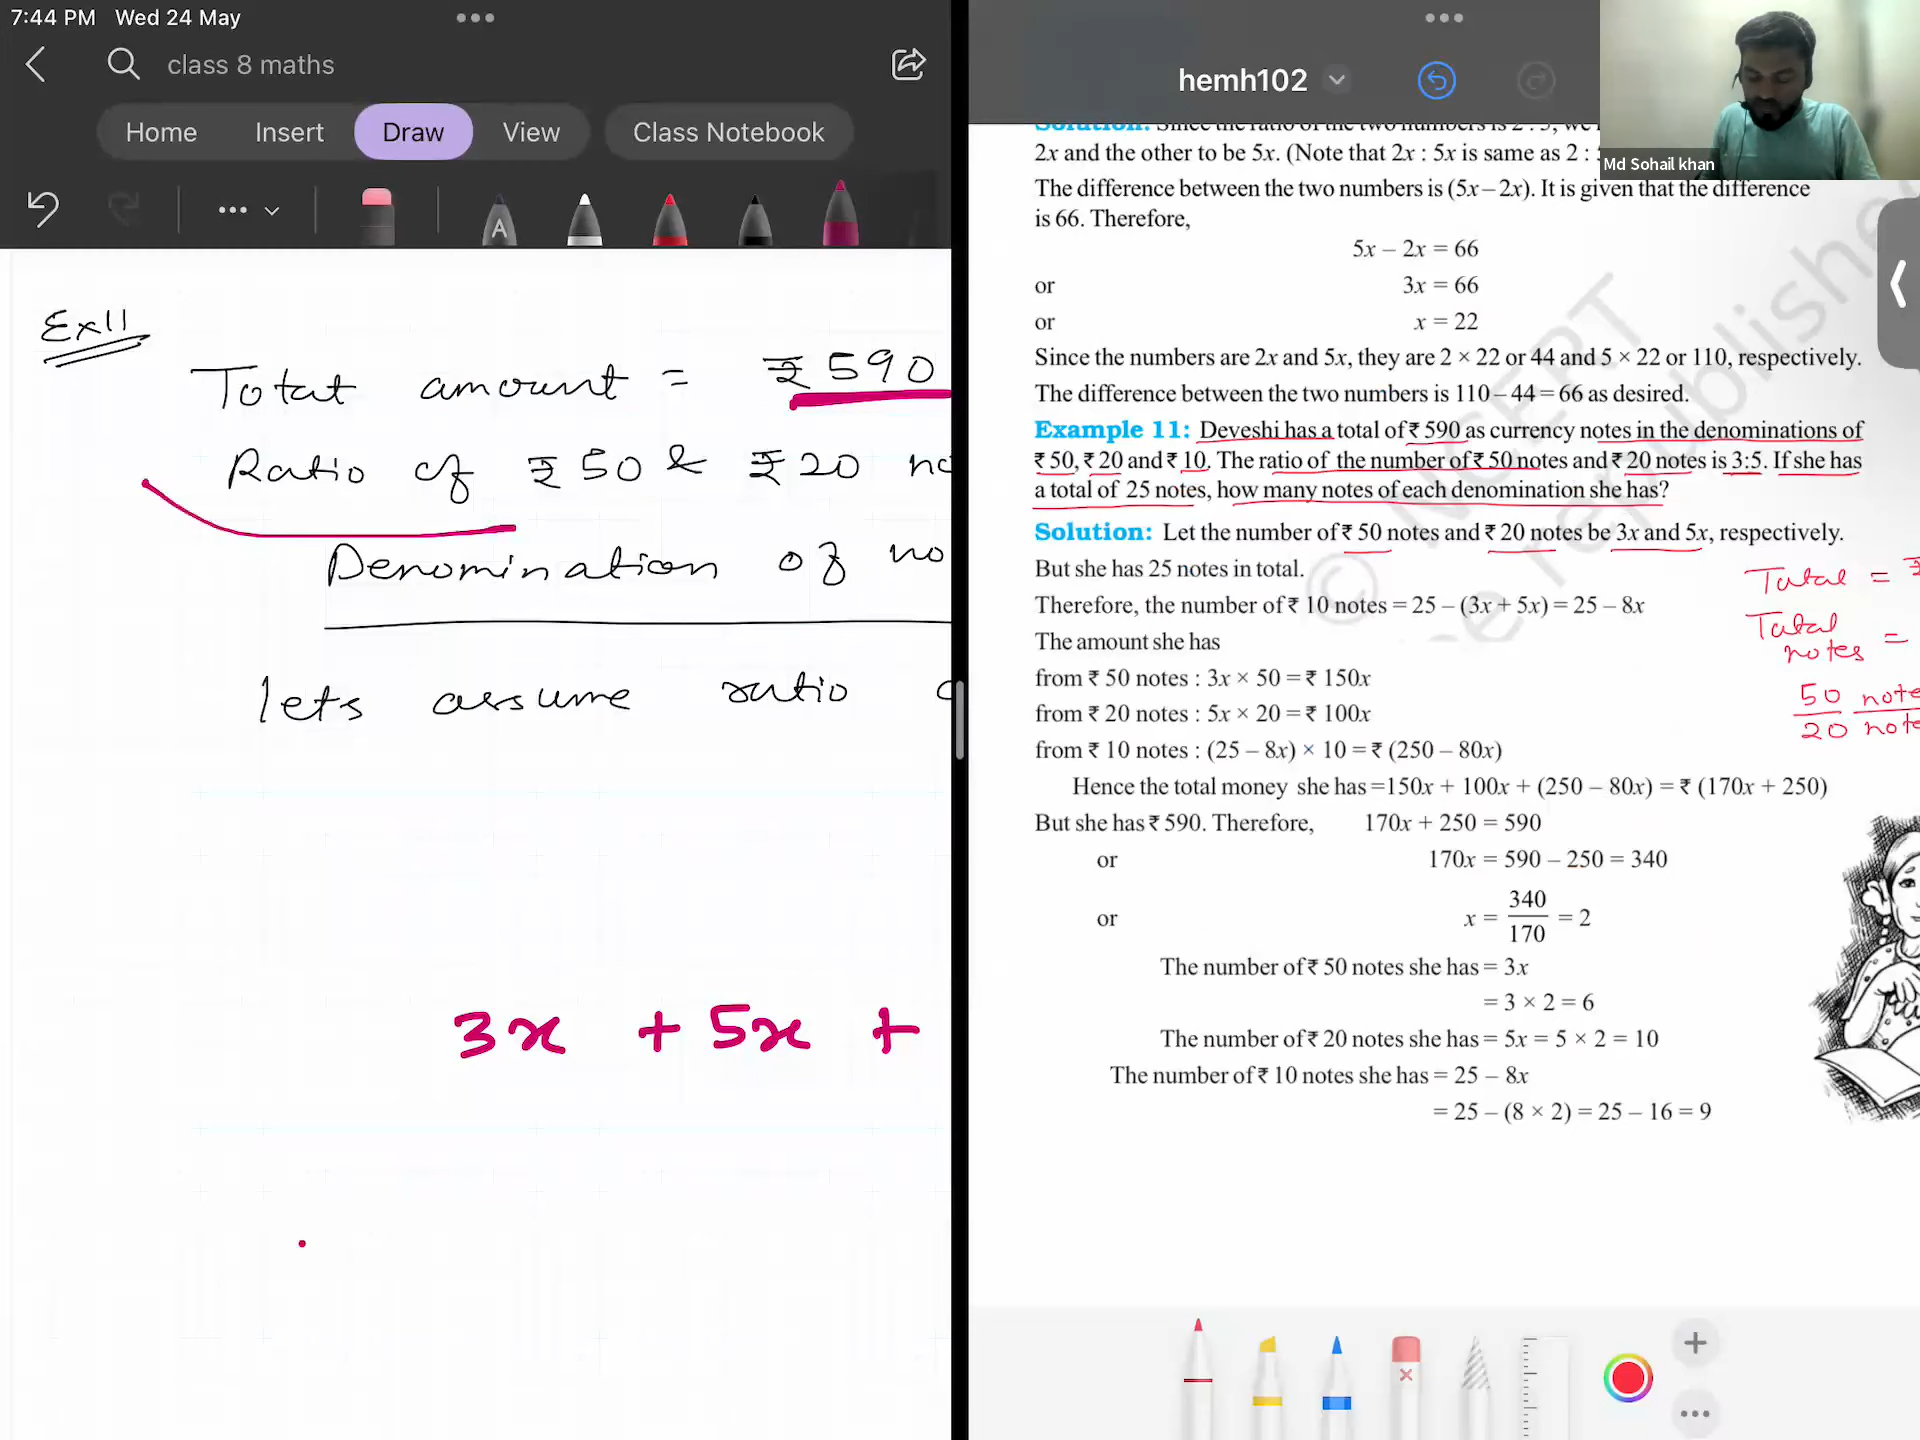 7:44 PM Wed 24 May
class 8 maths
Home Insert Draw View Class Notebook
A
Ex 11
Total amount = ₹590
Ratio of ₹50 & ₹20
Denomination of
lets assume ratio
3x + 5x +
hemh102
Md Sohail khan
2x and the other to be 5x. (Note that 2x : 5x is same as 2 :
The difference between the two numbers is (5x – 2x). It is given that the difference
is 66. Therefore,
5x – 2x = 66
or 3x = 66
or x = 22
Since the numbers are 2x and 5x, they are 2 × 22 or 44 and 5 × 22 or 110, respectively.
The difference between the two numbers is 110 – 44 = 66 as desired.
Example 11: Deveshi has a total of ₹ 590 as currency notes in the denominations of
₹ 50, ₹ 20 and ₹ 10. The ratio of the number of ₹ 50 notes and ₹ 20 notes is 3:5. If she has
a total of 25 notes, how many notes of each denomination she has?
Solution: Let the number of ₹ 50 notes and ₹ 20 notes be 3x and 5x, respectively.
But she has 25 notes in total.
Therefore, the number of ₹ 10 notes = 25 – (3x + 5x) = 25 – 8x
The amount she has
from ₹ 50 notes : 3x × 50 = ₹ 150x
from ₹ 20 notes : 5x × 20 = ₹ 100x
from ₹ 10 notes : (25 – 8x) × 10 = ₹ (250 – 80x)
Hence the total money she has =150x + 100x + (250 – 80x) = ₹ (170x + 250)
But she has ₹ 590. Therefore, 170x + 250 = 590
or 170x = 590 – 250 = 340
or x = 340/170 = 2
The number of ₹ 50 notes she has = 3x
= 3 × 2 = 6
The number of ₹ 20 notes she has = 5x = 5 × 2 = 10
The number of ₹ 10 notes she has = 25 – 8x
= 25 – (8 × 2) = 25 – 16 = 9
Total = ₹
Total
notes =
50
20
© NCERT